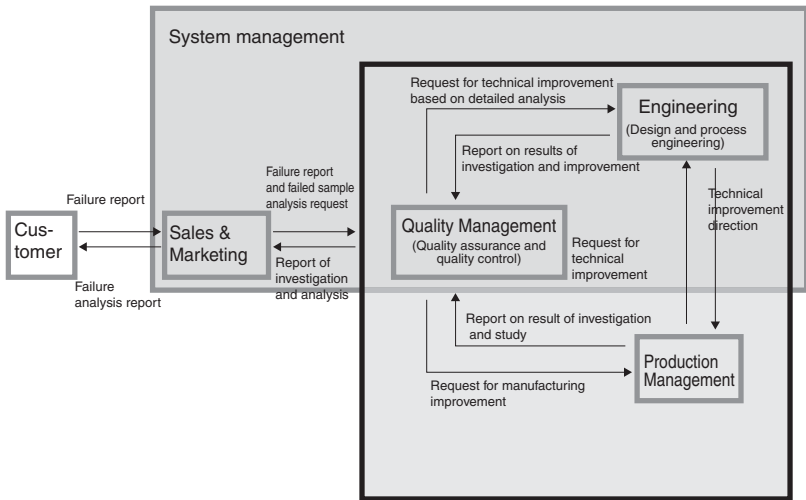 System management
Request for technical improvement
based on detailed analysis
Engineering
(Design and process
engineering)
Report on results of
investigation and improvement
Failure report
and failed sample
analysis request
Technical
improvement
direction
Failure report
Cus-
tomer
Sales &
Marketing
Quality Management
(Quality assurance and
quality control)
Request for
technical
improvement
Failure
analysis report
Report of
investigation
and analysis
Report on result of investigation
and study
Production
Management
Request for manufacturing
improvement